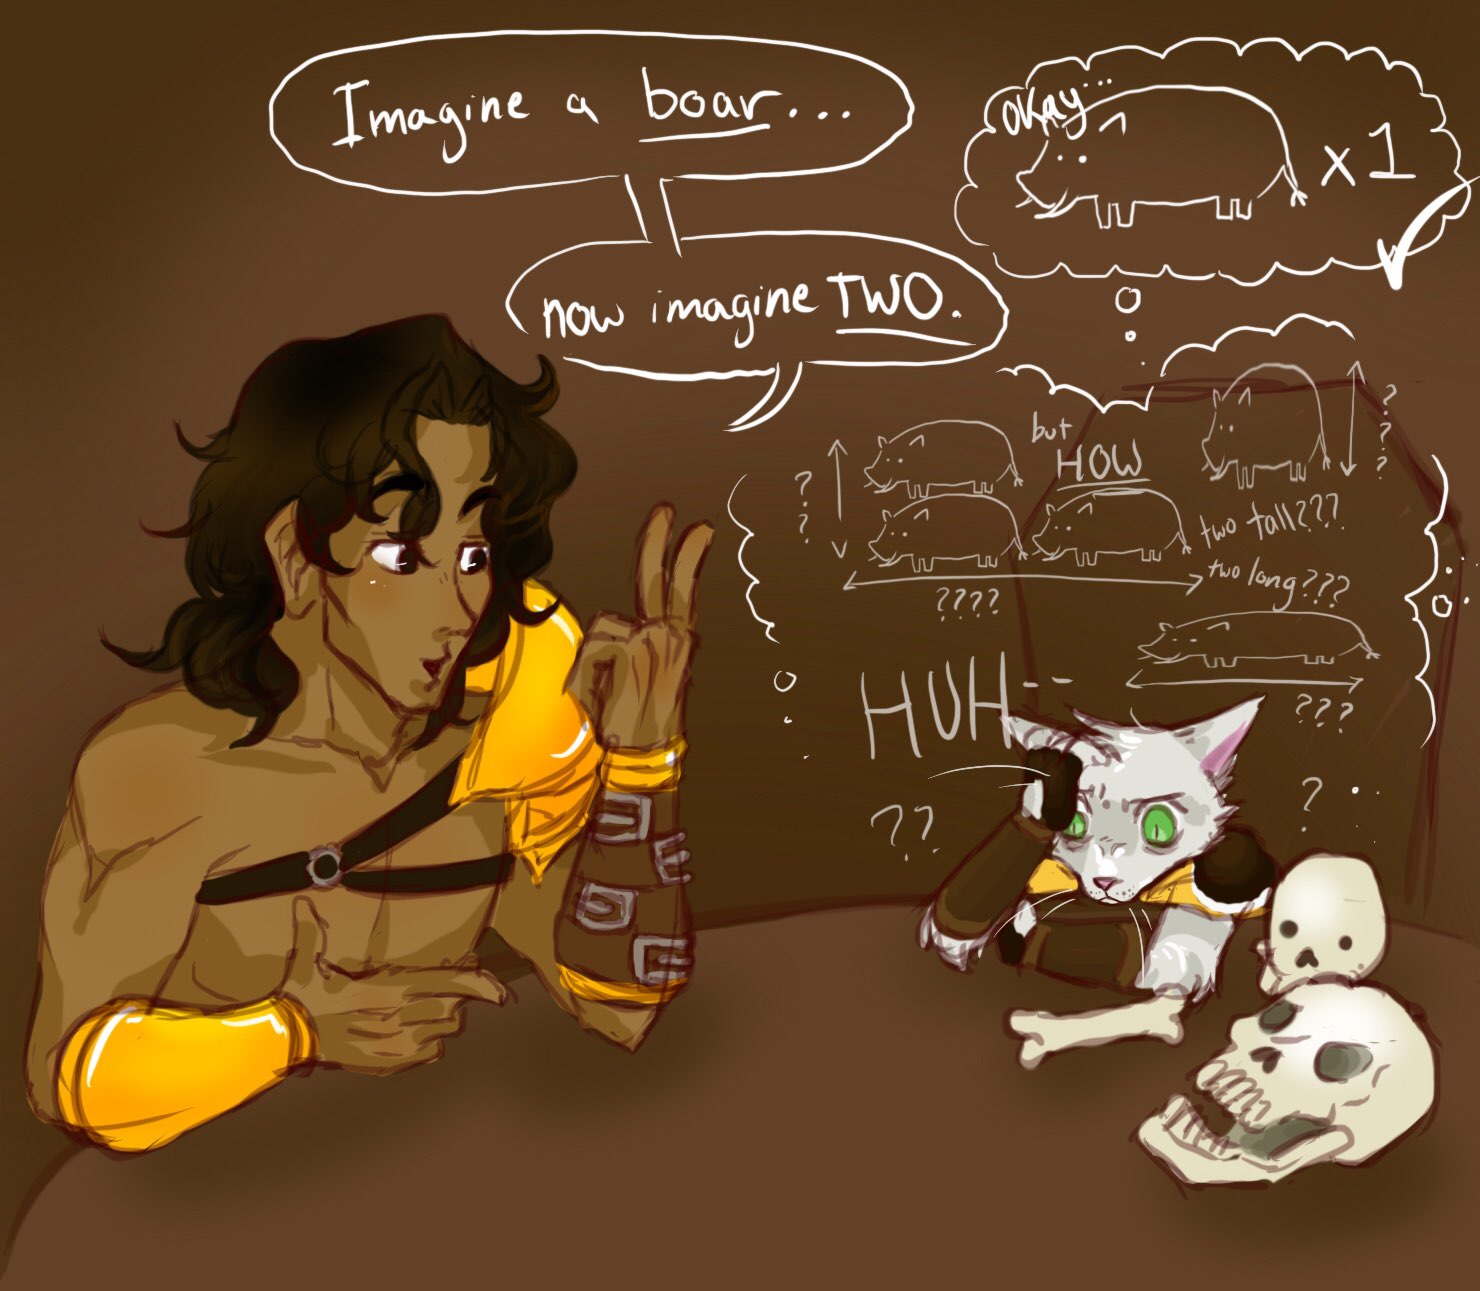 Imagine a boar...
now imagine TWO.
okay...
x1
but
HOW
??
????
???
two tall???
two long???
???
HUH--
??
?